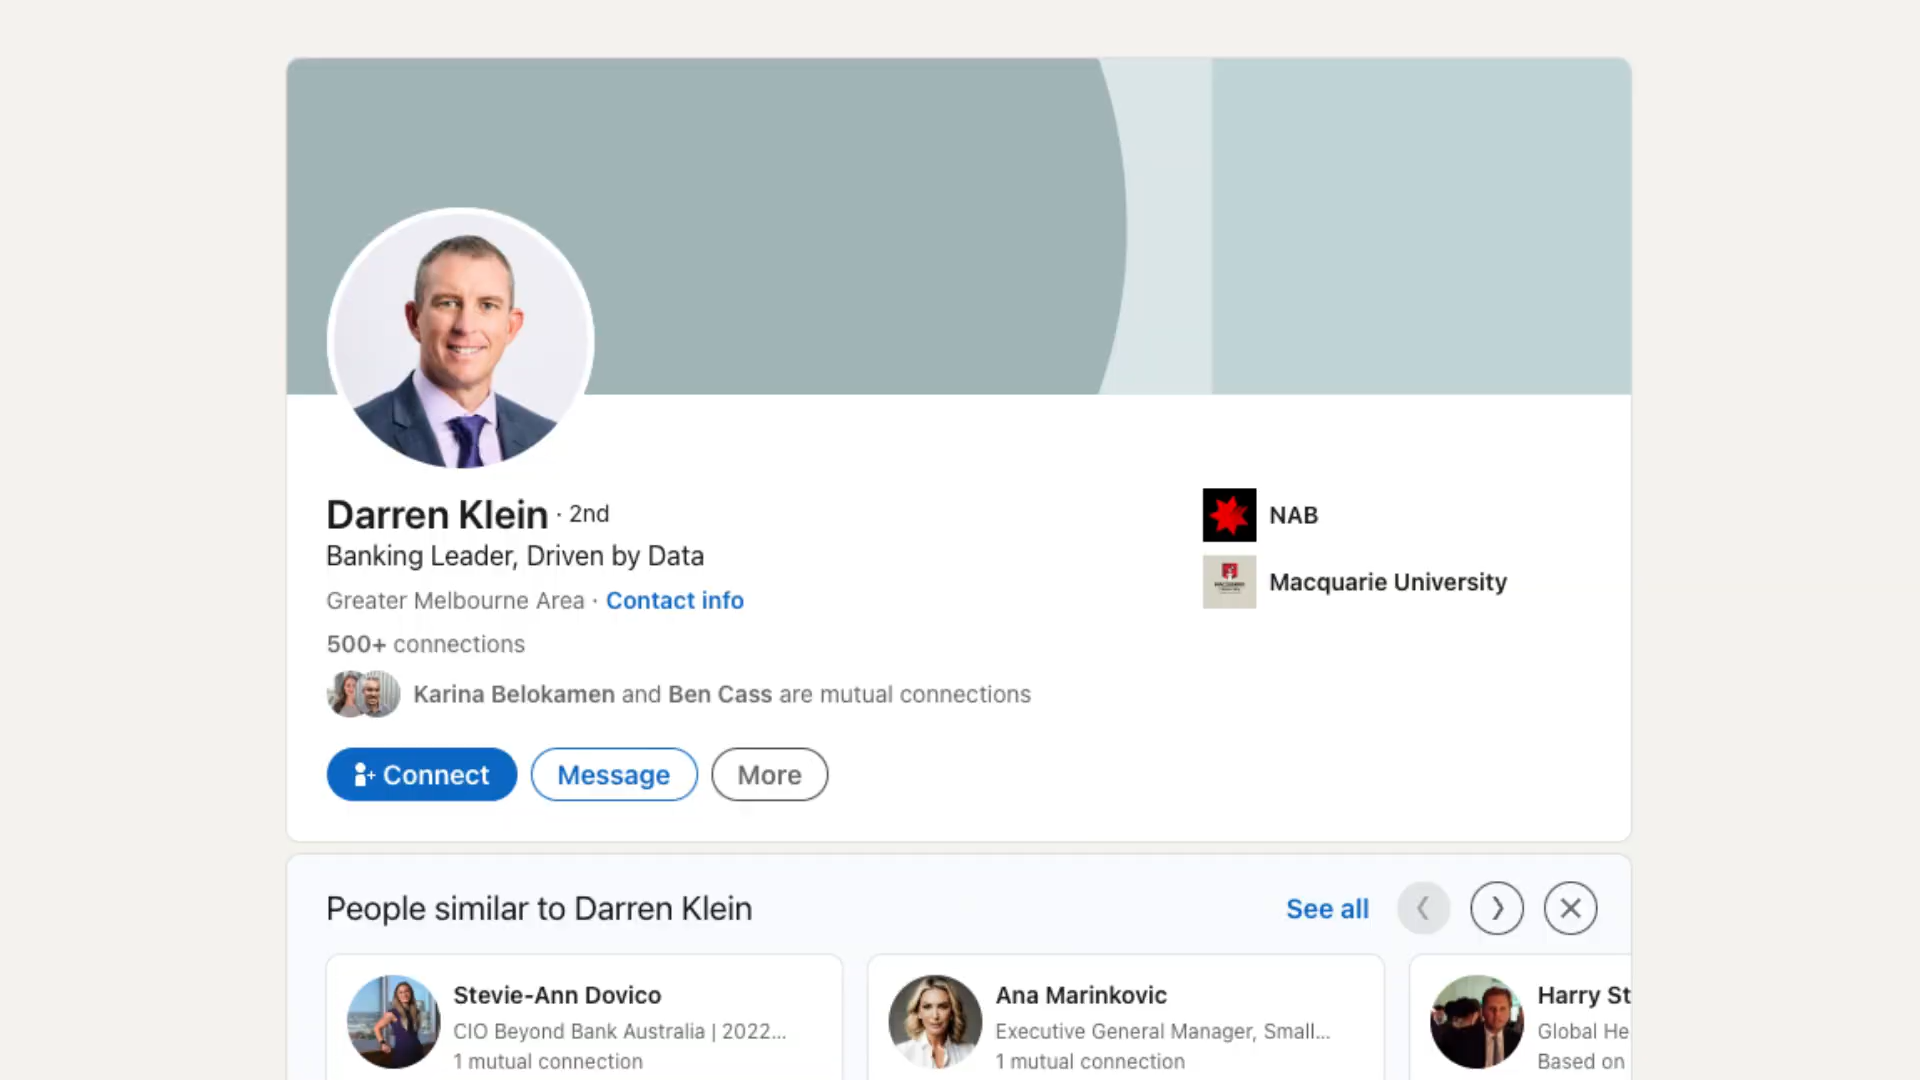 Darren Klein · 2nd
Banking Leader, Driven by Data
Greater Melbourne Area · Contact info
500+ connections
Karina Belokamen and Ben Cass are mutual connections
Connect
Message
More
NAB
Macquarie University
People similar to Darren Klein
See all
Stevie-Ann Dovico
CIO Beyond Bank Australia | 2022...
1 mutual connection
Ana Marinkovic
Executive General Manager, Small...
1 mutual connection
Harry St
Global He
Based on